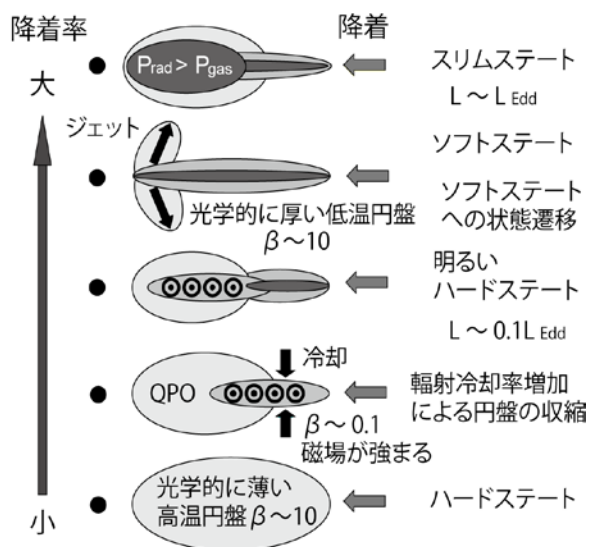 降着率
大
降着
Prad > Pgas
スリムステート
L ～ L Edd
ジェット
ソフトステート
光学的に厚い低温円盤
β～10
ソフトステート
への状態遷移
明るい
ハードステート
L ～ 0.1L Edd
冷却
QPO
β～ 0.1
磁場が強まる
輻射冷却率増加
による円盤の収縮
光学的に薄い
高温円盤β～10
ハードステート
小